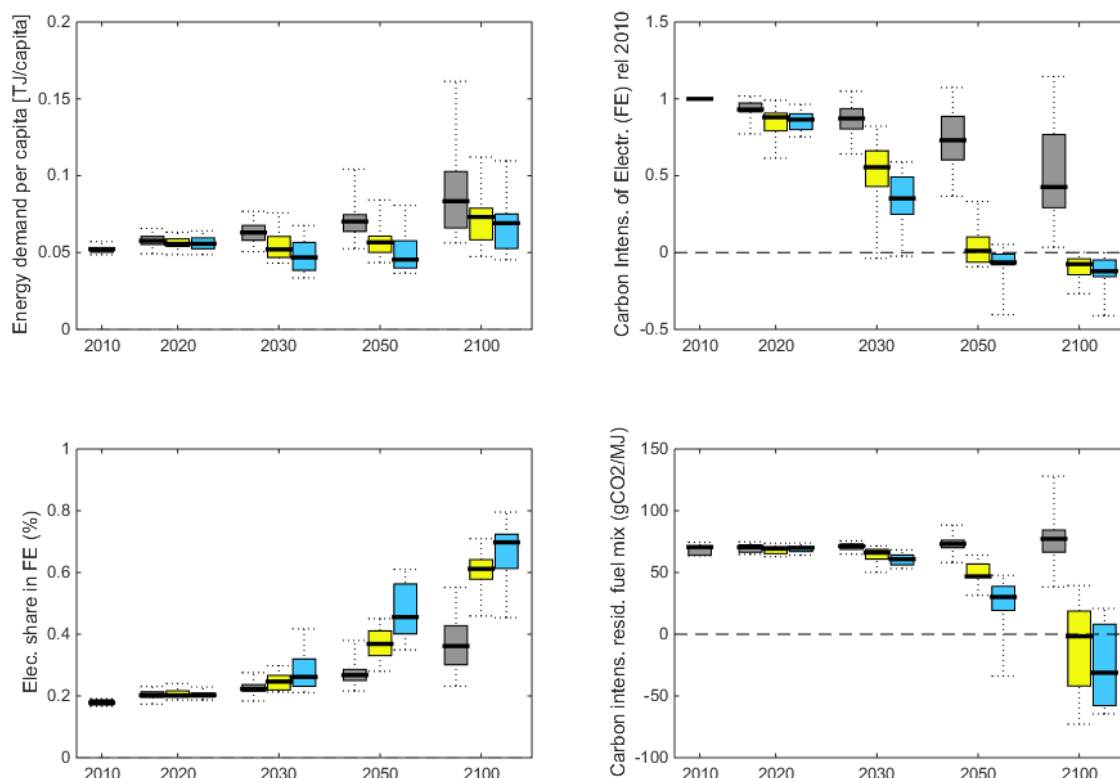 Energy demand per capita [TJ/capita]
0.2
0.15
0.1
0.05
0
2010 2020 2030 2050 2100
Carbon Intens. of Electr. (FE) rel 2010
1.5
1
0.5
0
-0.5
2010 2020 2030 2050 2100
Elec. share in FE (%)
1
0.8
0.6
0.4
0.2
0
2010 2020 2030 2050 2100
Carbon intens. resid. fuel mix (gCO2/MJ)
150
100
50
0
-50
-100
2010 2020 2030 2050 2100